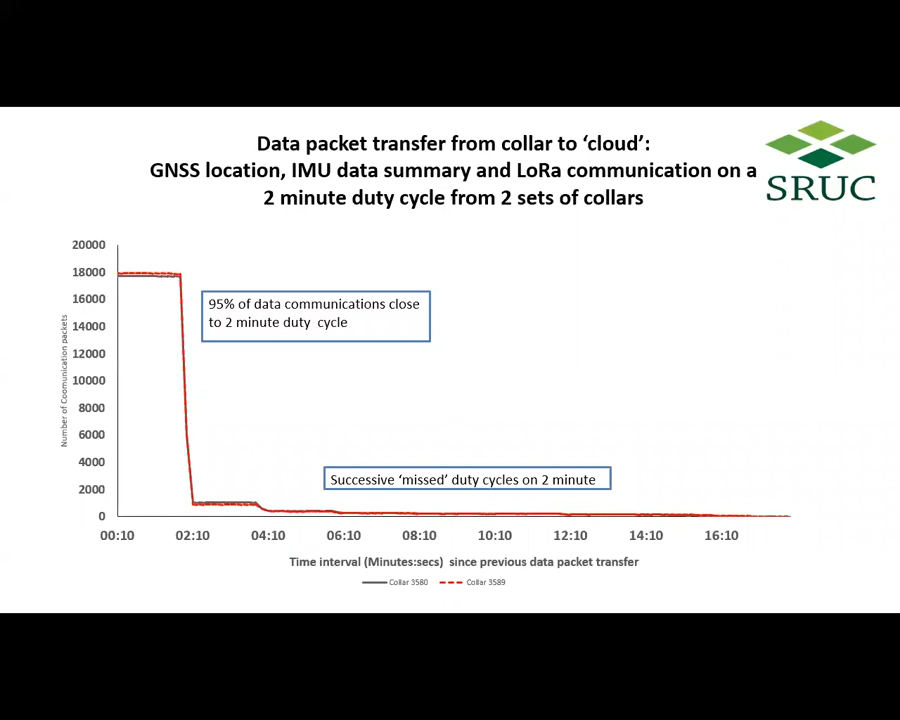 Data packet transfer from collar to ‘cloud’:
GNSS location, IMU data summary and LoRa communication on a
2 minute duty cycle from 2 sets of collars
SRUC
20000
18000
16000
14000
12000
10000
8000
6000
4000
2000
0
Number of Coomunication packets
95% of data communications close
to 2 minute duty cycle
Successive ‘missed’ duty cycles on 2 minute
00:10 02:10 04:10 06:10 08:10 10:10 12:10 14:10 16:10
Time interval (Minutes:secs) since previous data packet transfer
Collar 3580 Collar 3589